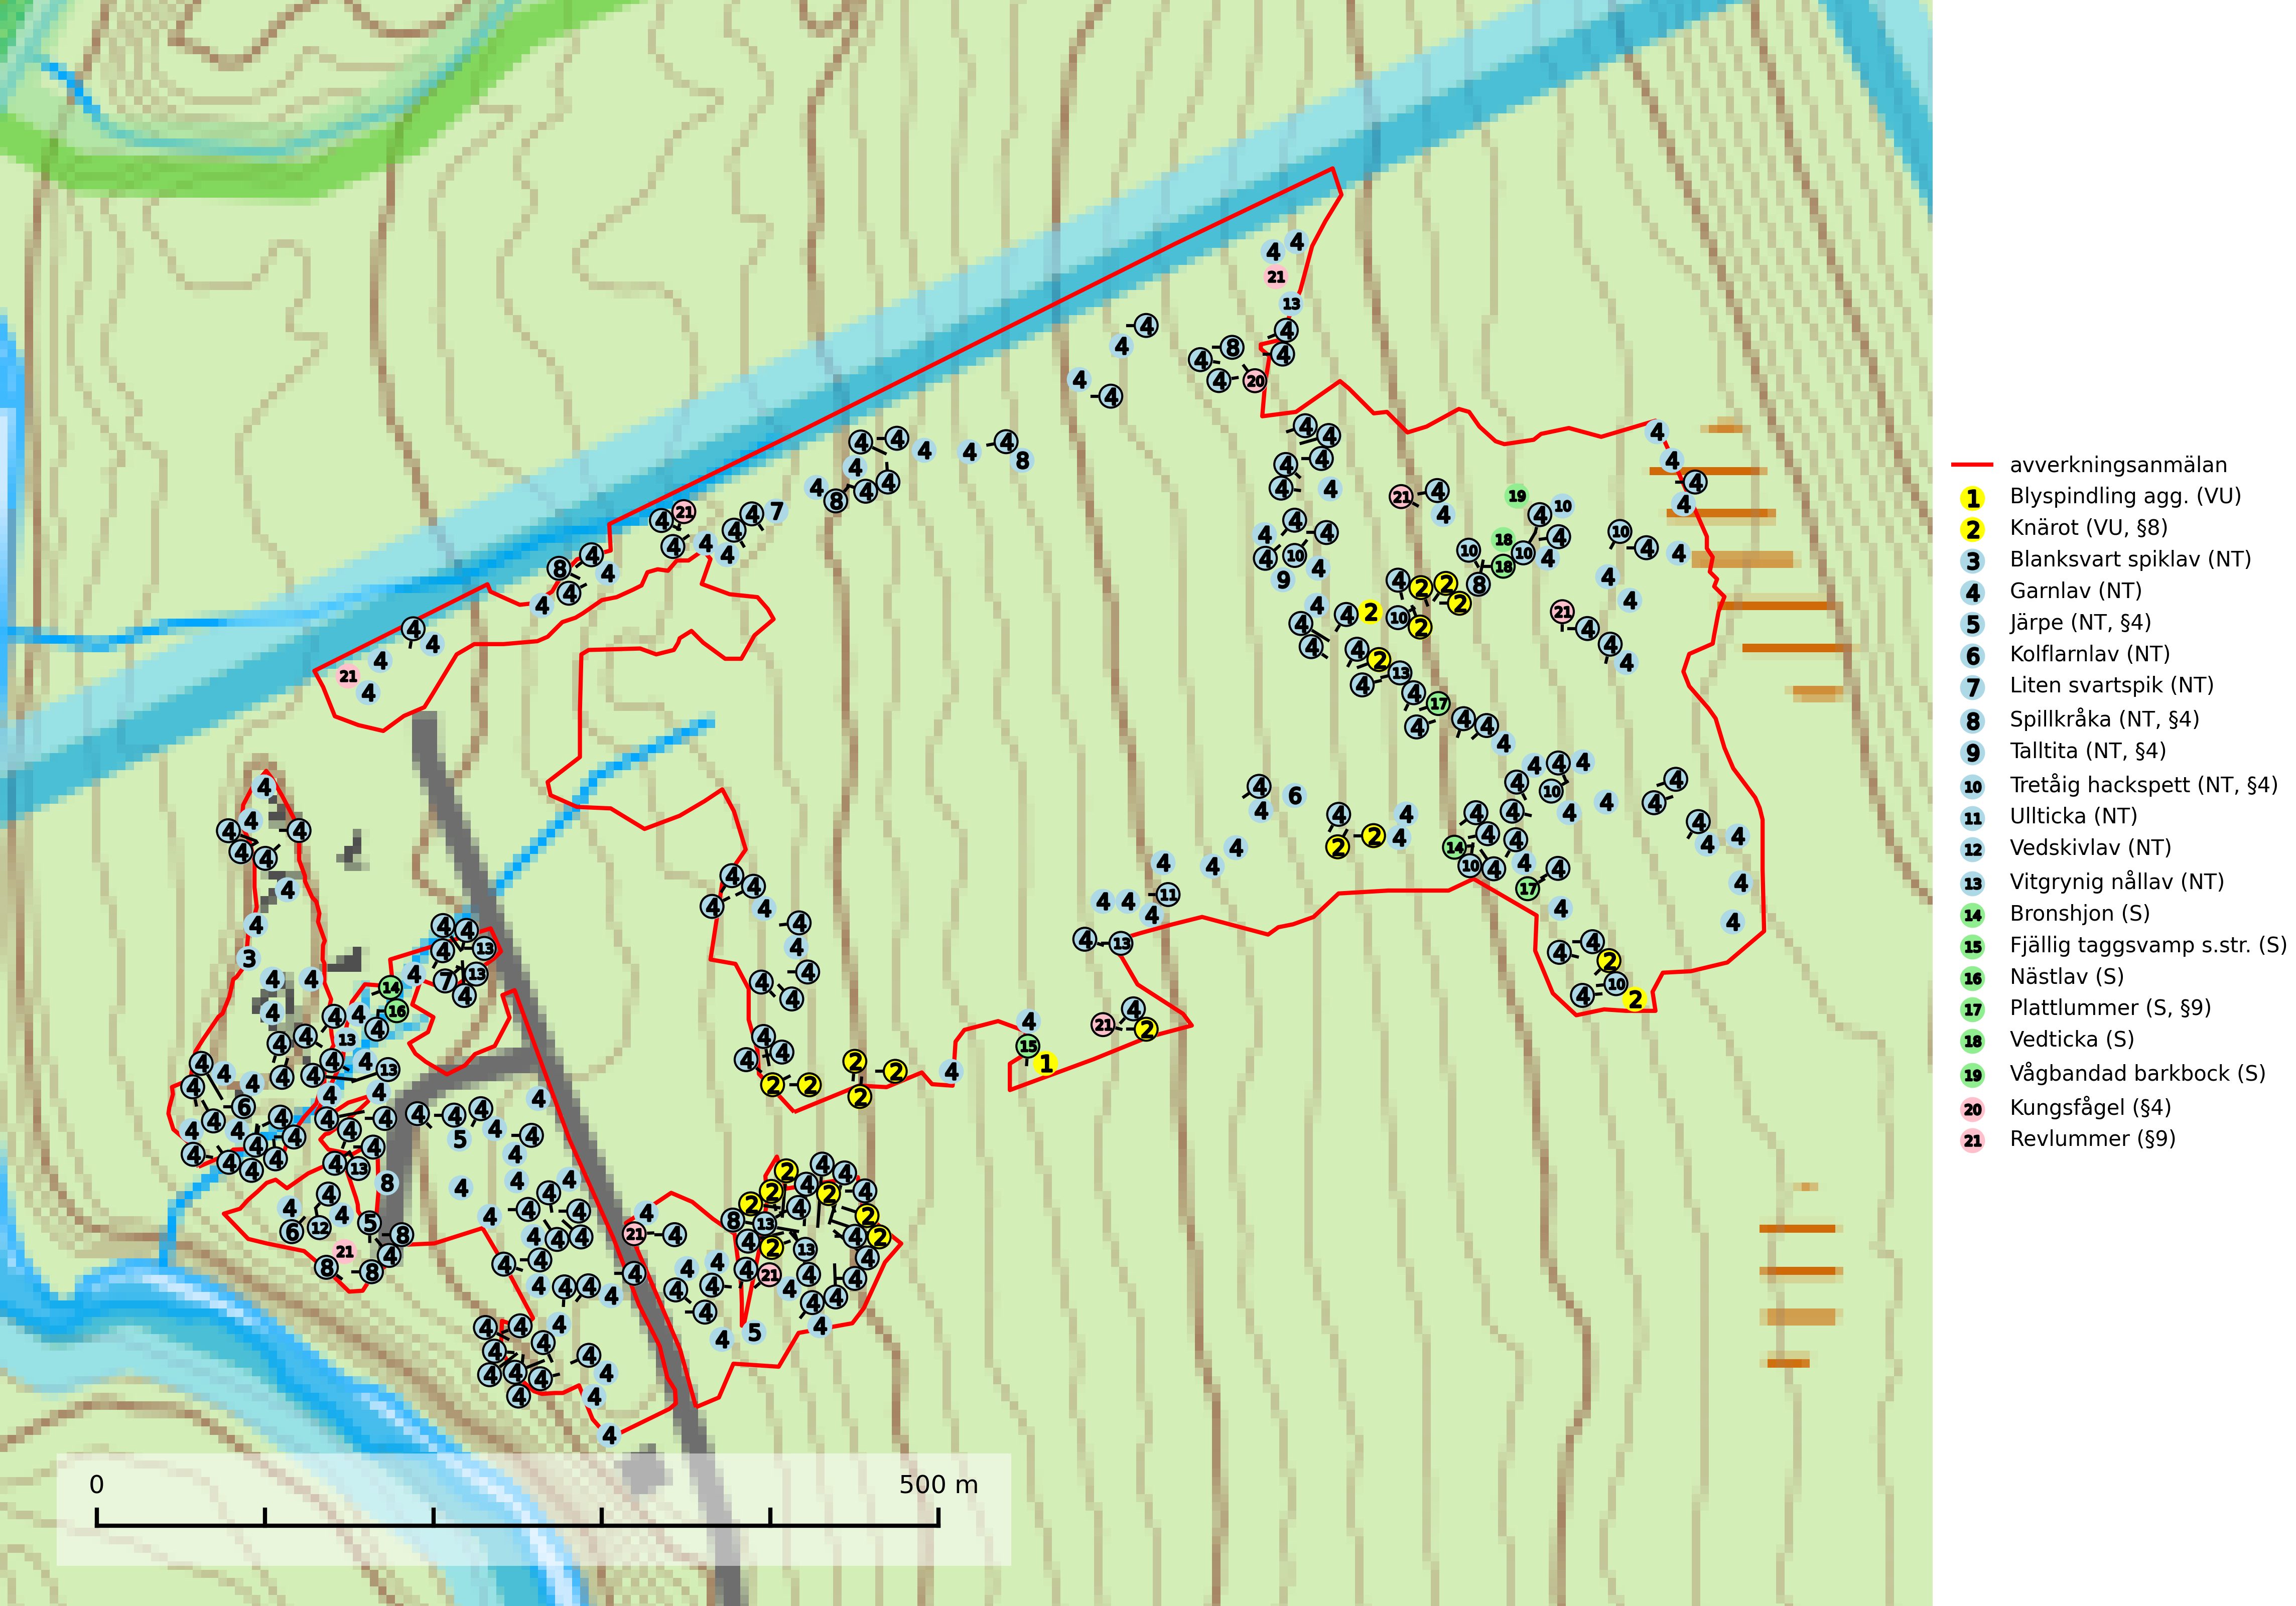 avverkningsanmälan
1 Blyspindling agg. (VU)
2 Knärot (VU, §8)
3 Blanksvart spiklav (NT)
4 Garnlav (NT)
5 Järpe (NT, §4)
6 Kolflarnlav (NT)
7 Liten svartspik (NT)
8 Spillkråka (NT, §4)
9 Talltita (NT, §4)
10 Tretåig hackspett (NT, §4)
11 Ullticka (NT)
12 Vedskivlav (NT)
13 Vitgrynig nållav (NT)
14 Bronshjon (S)
15 Fjällig taggsvamp s.str. (S)
16 Nästlav (S)
17 Plattlummer (S, §9)
18 Vedticka (S)
19 Vågbandad barkbock (S)
20 Kungsfågel (§4)
21 Revlummer (§9)
0 500 m